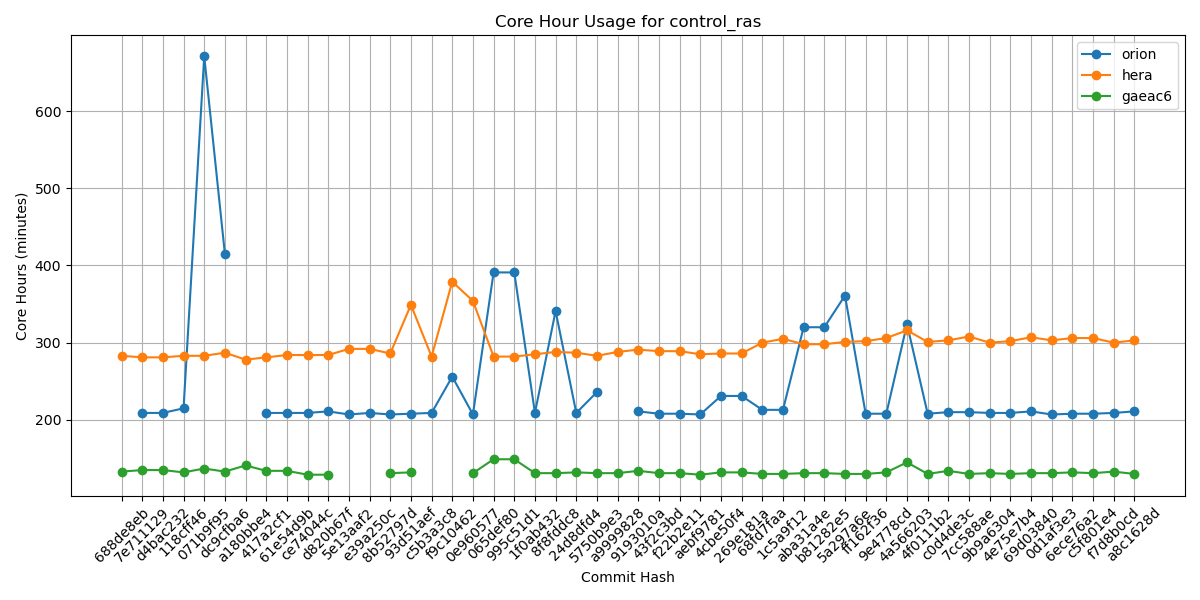 Core Hour Usage for control_ras
orion
hera
gaeac6
Core Hours (minutes)
600
500
400
300
200
688de8eb
7e711129
d4bac232
118cff46
071b9f95
dc9cfba6
a180bbe4
417a2cf1
61e54d9b
ce74044c
d820b67f
5e13aaf2
e39a250c
8b52797d
93d51aef
c5b3a3c8
f9c10462
0e960577
065def80
995c51d1
1f0ab432
8f8fddc8
24d8dfd4
5750b9e3
a9999828
9193010a
43f253bd
f22b2e11
aebf9781
4cbe50f4
269e181a
68fd7faa
1c5a9f12
aba31a4e
b81282e5
5a297a6e
ff162f36
9e4778cd
4a566203
4f011b2
c0d4de3c
7cc588ae
9b9a6304
4e75e7b4
69d03840
0d1af3e3
6ece76a2
c5f801e4
f7d8b0cd
a8c1628d
Commit Hash